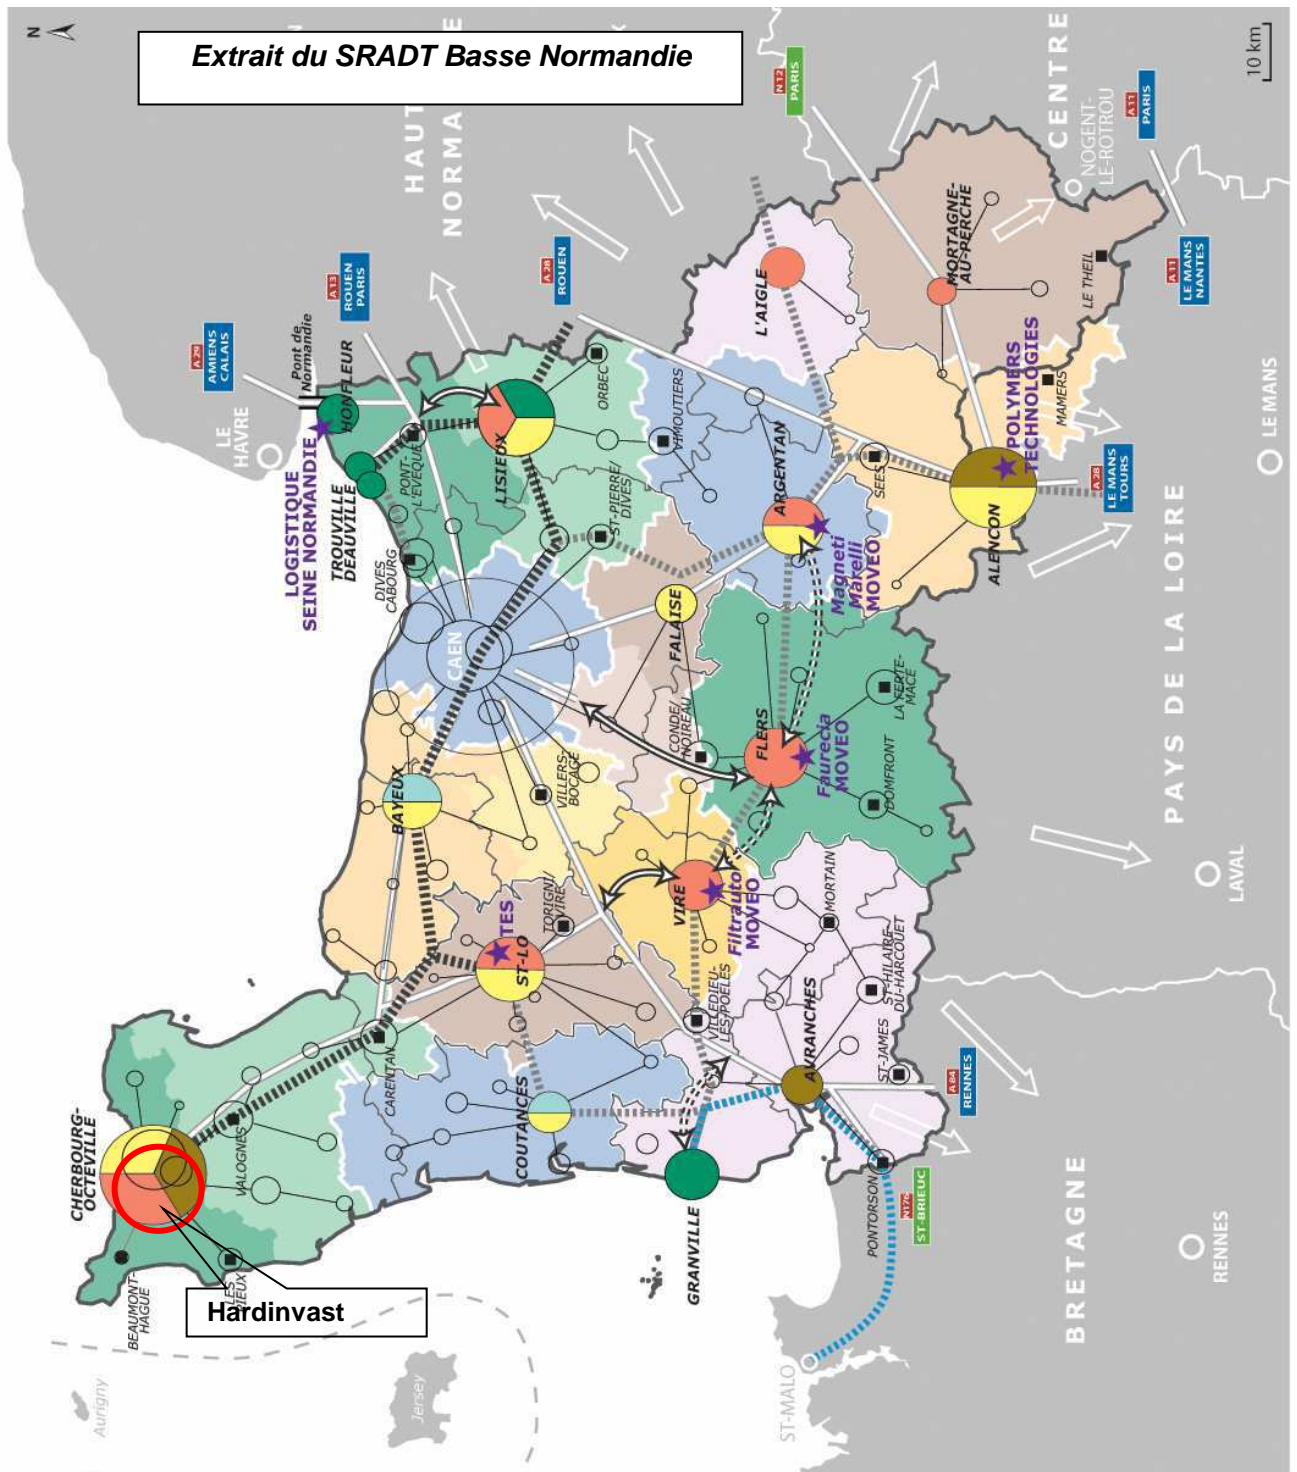 Extrait du SRADT Basse Normandie
N
10 km
HAUT
NORMA
E
X
N
CENTRE
PAYS DE LA LOIRE
BRETAGNE
N12
PARIS
A11
PARIS
A11
LE MANS
NANTES
A28
LE MANS
TOURS
A28
ROUEN
A13
ROUEN
PARIS
A29
AMIENS
CALAIS
A84
RENNES
N176
ST-BRIEUC
Pont de
Normandie
LE
HAVRE
HONFLEUR
LOGISTIQUE
SEINE NORMANDIE
TROUVILLE
DEAUVILLE
PONT-
L'EVEQUE
DIVES
CABOURG
LISIEUX
ORBEC
ST-PIERRE/
DIVES
VIMOUTIERS
L'AIGLE
MORTAGNE-
AU-PERCHE
NOGENT-
LE-ROTROU
LE THEIL
MAMERS
POLYMERS
TECHNOLOGIES
ALENCON
SEES
ARGENTAN
Magneti
Marelli
MOVEO
CAEN
FALAISE
CONDE/
NOIREAU
FLERS
Faurecia
MOVEO
LA FERTE-
MACE
DOMFRONT
BAYEUX
VILLERS-
BOCAGE
VIRE
Filtrauto
MOVEO
TES
ST-LO
TORIGNI/
VIRE
VILLEDIEU-
LES-POELES
MORTAIN
ST-HILAIRE-
DU-HARCOUET
ST-JAMES
AVRANCHES
CARENTAN
COUTANCES
GRANVILLE
PONTORSON
CHERBOURG-
OCTEVILLE
VALOGNES
BEAUMONT-
HAGUE
LES
PIEUX
Hardinvast
Aurigny
Jersey
ST-MALO
RENNES
LAVAL
LE MANS